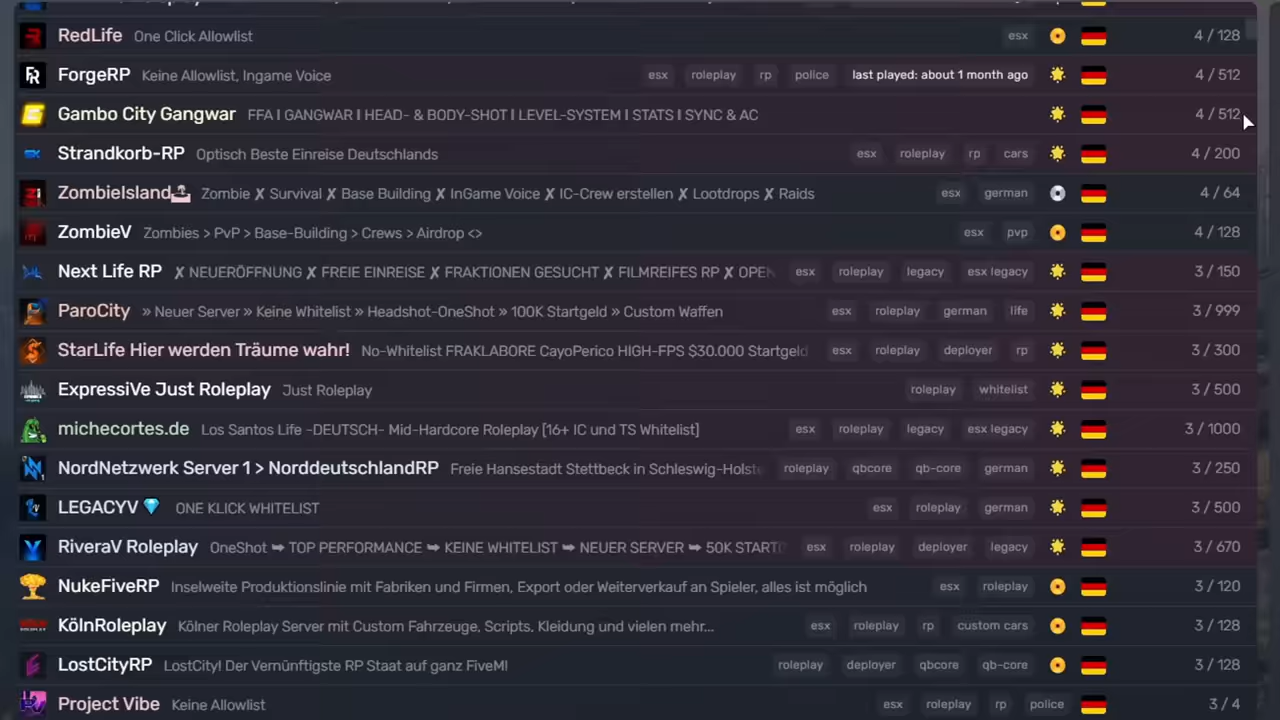 RedLife One Click Allowlist esx 4 / 128
ForgeRP Keine Allowlist, Ingame Voice esx roleplay rp police last played: about 1 month ago 4 / 512
Gambo City Gangwar FFA I GANGWAR I HEAD- & BODY-SHOT I LEVEL-SYSTEM I STATS I SYNC & AC 4 / 512
Strandkorb-RP Optisch Beste Einreise Deutschlands esx roleplay rp cars 4 / 200
ZombieIsland🏝 Zombie ✗ Survival ✗ Base Building ✗ InGame Voice ✗ IC-Crew erstellen ✗ Lootdrops ✗ Raids esx german 4 / 64
ZombieV Zombies > PvP > Base-Building > Crews > Airdrop <> esx pvp 4 / 128
Next Life RP ✗ NEUERÖFFNUNG ✗ FREIE EINREISE ✗ FRAKTIONEN GESUCHT ✗ FILMREIFES RP ✗ OPEN esx roleplay legacy esx legacy 3 / 150
ParoCity » Neuer Server » Keine Whitelist » Headshot-OneShot » 100K Startgeld » Custom Waffen esx roleplay german life 3 / 999
StarLife Hier werden Träume wahr! No-Whitelist FRAKLABORE CayoPerico HIGH-FPS $30.000 Startgeld esx roleplay deployer rp 3 / 300
ExpressiVe Just Roleplay Just Roleplay roleplay whitelist 3 / 500
michecortes.de Los Santos Life -DEUTSCH- Mid-Hardcore Roleplay [16+ IC und TS Whitelist] esx roleplay legacy esx legacy 3 / 1000
NordNetzwerk Server 1 > NorddeutschlandRP Freie Hansestadt Stettbeck in Schleswig-Holste roleplay qbcore qb-core german 3 / 250
LEGACYV 💎 ONE KLICK WHITELIST esx roleplay german 3 / 500
RiveraV Roleplay OneShot ➥ TOP PERFORMANCE ➥ KEINE WHITELIST ➥ NEUER SERVER ➥ 50K START esx roleplay deployer legacy 3 / 670
NukeFiveRP Inselweite Produktionslinie mit Fabriken und Firmen, Export oder Weiterverkauf an Spieler, alles ist möglich esx roleplay 3 / 120
KölnRoleplay Kölner Roleplay Server mit Custom Fahrzeuge, Scripts, Kleidung und vielen mehr... esx roleplay rp custom cars 3 / 128
LostCityRP LostCity! Der Vernünftigste RP Staat auf ganz FiveM! roleplay deployer qbcore qb-core 3 / 128
Project Vibe Keine Allowlist esx roleplay rp police 3 / 4